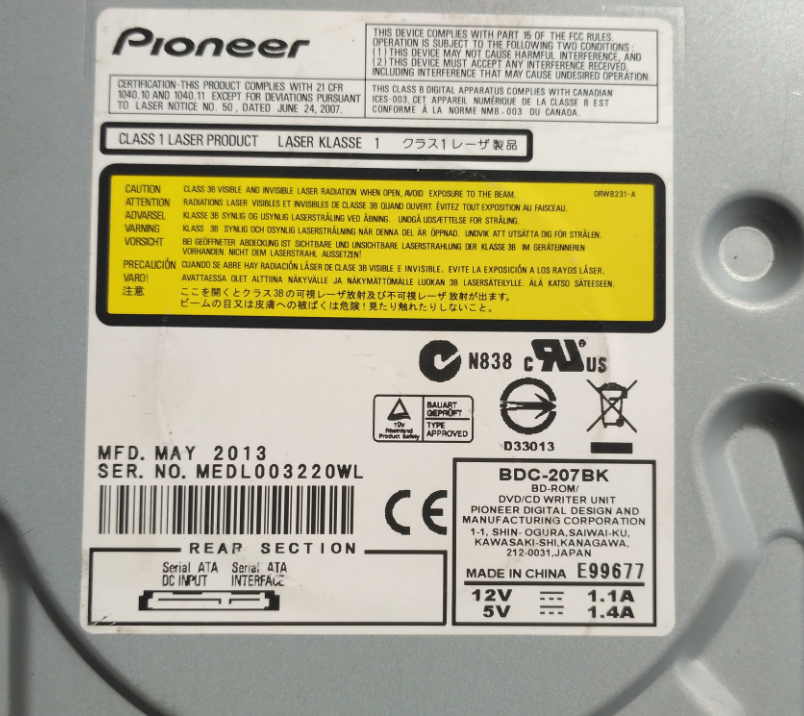 Pioneer
THIS DEVICE COMPLIES WITH PART 15 OF THE FCC RULES.
OPERATION IS SUBJECT TO THE FOLLOWING TWO CONDITIONS:
(1) THIS DEVICE MAY NOT CAUSE HARMFUL INTERFERENCE, AND
(2) THIS DEVICE MUST ACCEPT ANY INTERFERENCE RECEIVED,
INCLUDING INTERFERENCE THAT MAY CAUSE UNDESIRED OPERATION.
CERTIFICATION-THIS PRODUCT COMPLIES WITH 21 CFR
1040.10 AND 1040.11 EXCEPT FOR DEVIATIONS PURSUANT
TO LASER NOTICE NO. 50, DATED JUNE 24, 2007.
THIS CLASS B DIGITAL APPARATUS COMPLIES WITH CANADIAN
ICES-003. CET APPAREIL NUMÉRIQUE DE LA CLASSE B EST
CONFORME À LA NORME NMB-003 DU CANADA.
CLASS 1 LASER PRODUCT LASER KLASSE 1 クラス1レーザ製品
CAUTION CLASS 3B VISIBLE AND INVISIBLE LASER RADIATION WHEN OPEN, AVOID EXPOSURE TO THE BEAM. ORW8231-A
ATTENTION RADIATIONS LASER VISIBLES ET INVISIBLES DE CLASSE 3B QUAND OUVERT. ÉVITEZ TOUT EXPOSITION AU FAISCEAU.
ADVARSEL KLASSE 3B SYNLIG OG USYNLIG LASERSTRÅLING VED ÅBNING. UNDGÅ UDSÆTTELSE FOR STRÅLING.
VARNING KLASS 3B SYNLIG OCH OSYNLIG LASERSTRÅLNING NÄR DENNA DEL ÄR ÖPPNAD. UNDVIK ATT UTSÄTTA DIG FÖR STRÅLEN.
VORSICHT BEI GEÖFFNETER ABDECKUNG IST SICHTBARE UND UNSICHTBARE LASERSTRAHLUNG DER KLASSE 3B IM GERÄTEINNEREN
VORHANDEN. NICHT DEM LASERSTRAHL AUSSETZEN!
PRECAUCIÓN CUANDO SE ABRE HAY RADIACIÓN LÁSER DE CLASE 3B VISIBLE E INVISIBLE. EVITE LA EXPOSICIÓN A LOS RAYOS LÁSER.
VARO! AVATTAESSA OLET ALTTIINA NÄKYVÄLLE JA NÄKYMÄTTÖMÄLLE LUOKAN 3B LASERSÄTEILYLLE. ÄLÄ KATSO SÄTEESEEN.
注意 ここを開くとクラス3Bの可視レーザ放射及び不可視レーザ放射が出ます。
ビームの目又は皮膚への被ばくは危険!見たり触れたりしないこと。
N838
c RU US
TÜV
Rheinland
Product Safety
BAUART
GEPRÜFT
TYPE
APPROVED
D33013
MFD. MAY 2013
SER. NO. MEDL003220WL
CE
REAR SECTION
Serial ATA Serial ATA
DC INPUT INTERFACE
BDC-207BK
BD-ROM/
DVD/CD WRITER UNIT
PIONEER DIGITAL DESIGN AND
MANUFACTURING CORPORATION
1-1, SHIN-OGURA, SAIWAI-KU,
KAWASAKI-SHI, KANAGAWA,
212-0031, JAPAN
MADE IN CHINA E99677
12V 1.1A
5V 1.4A